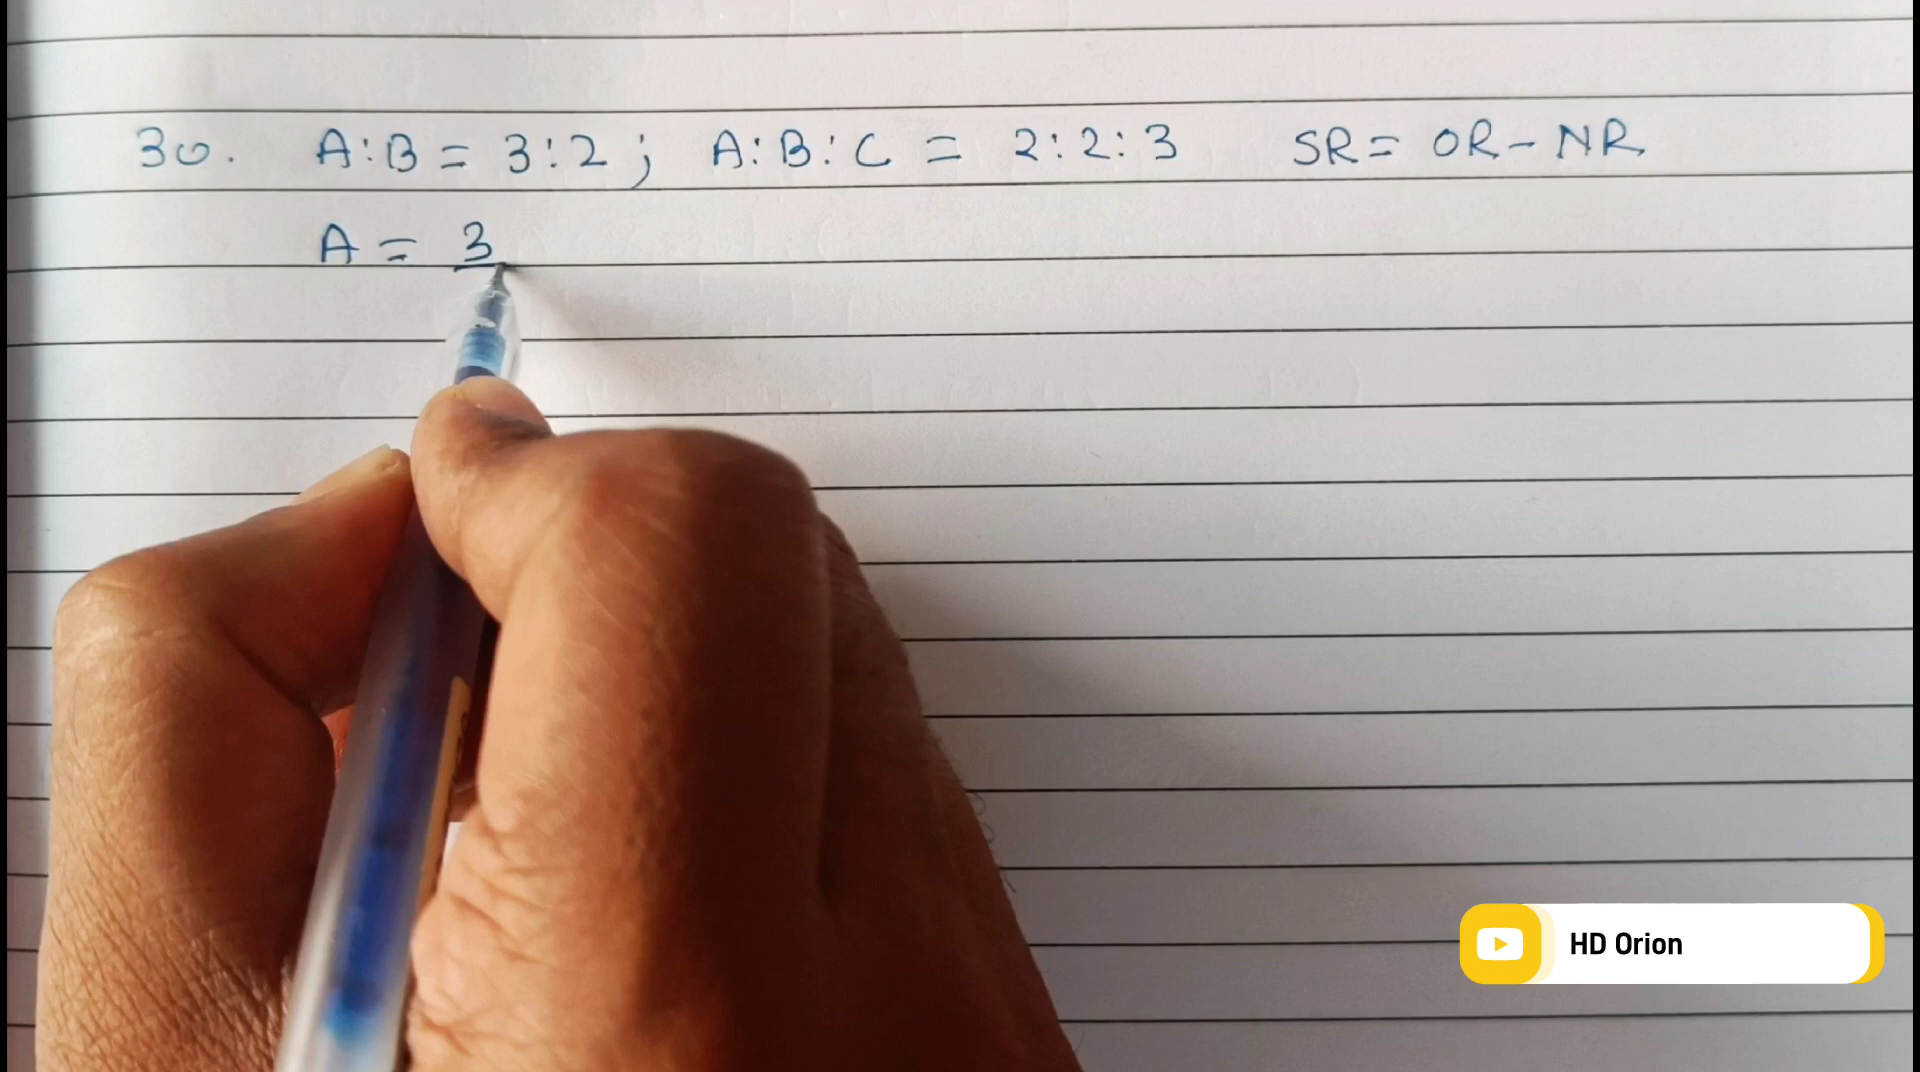 30. A:B = 3:2; A:B:C = 2:2:3 SR = OR - NR
A = 3
HD Orion